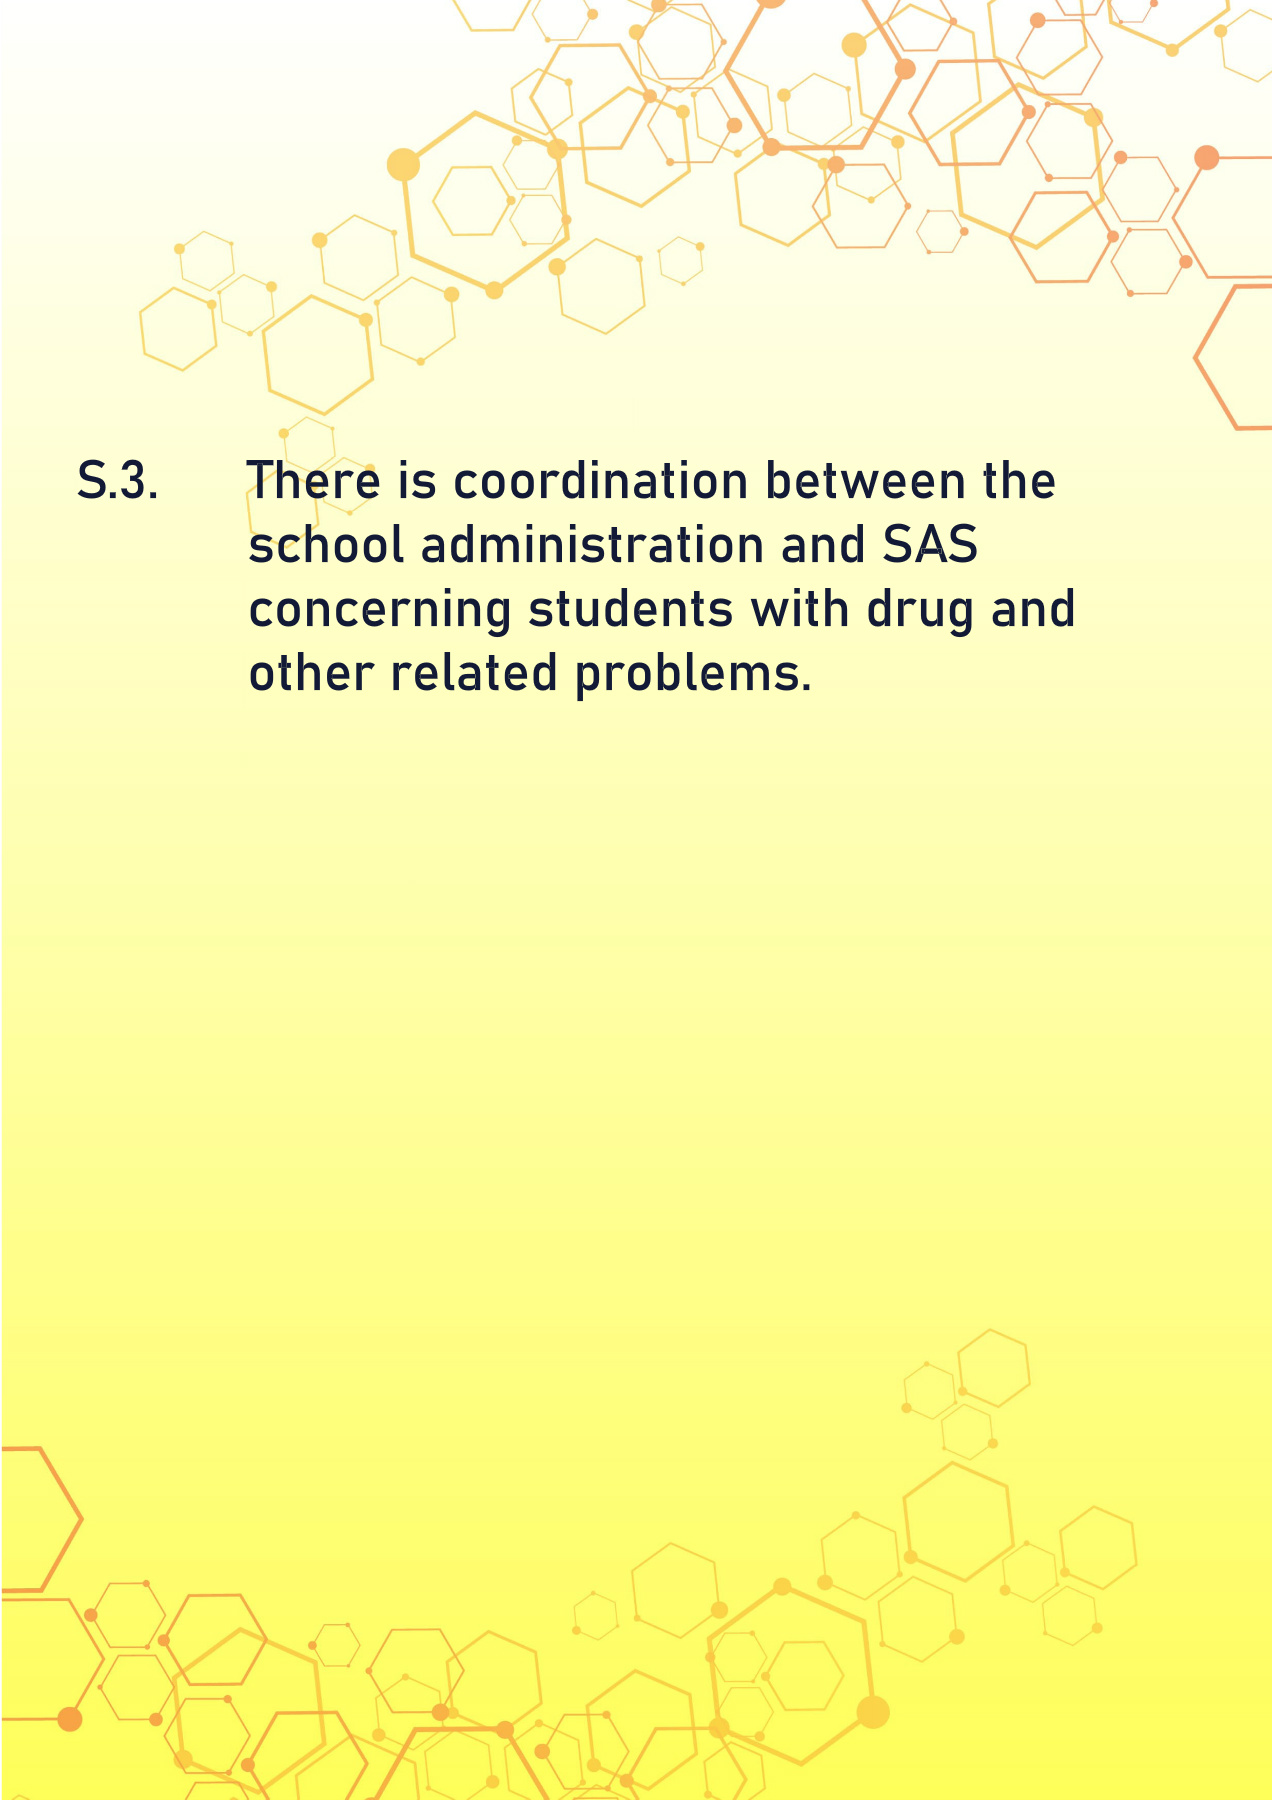 S.3. There is coordination between the
school administration and SAS
concerning students with drug and
other related problems.